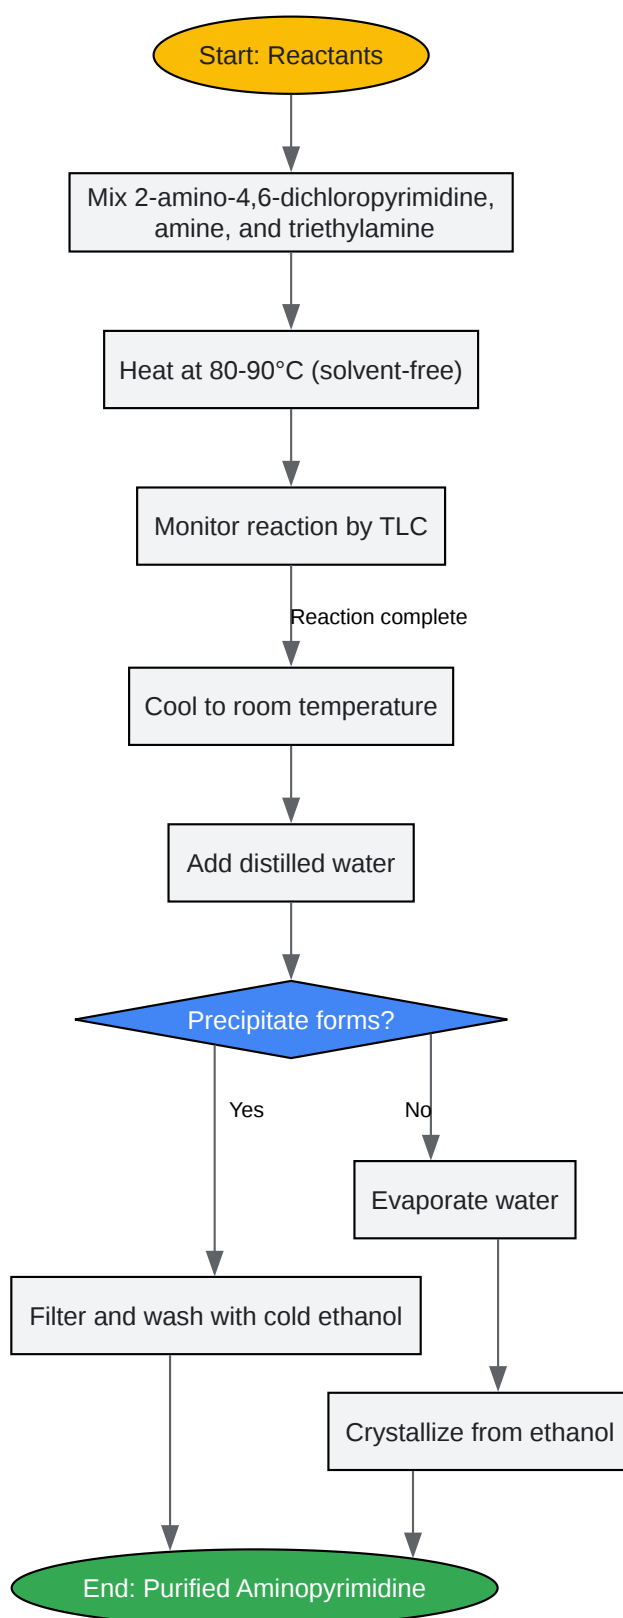 Start: Reactants
Mix 2-amino-4,6-dichloropyrimidine,
amine, and triethylamine
Heat at 80-90°C (solvent-free)
Monitor reaction by TLC
Reaction complete
Cool to room temperature
Add distilled water
Precipitate forms?
Yes
No
Evaporate water
Filter and wash with cold ethanol
Crystallize from ethanol
End: Purified Aminopyrimidine